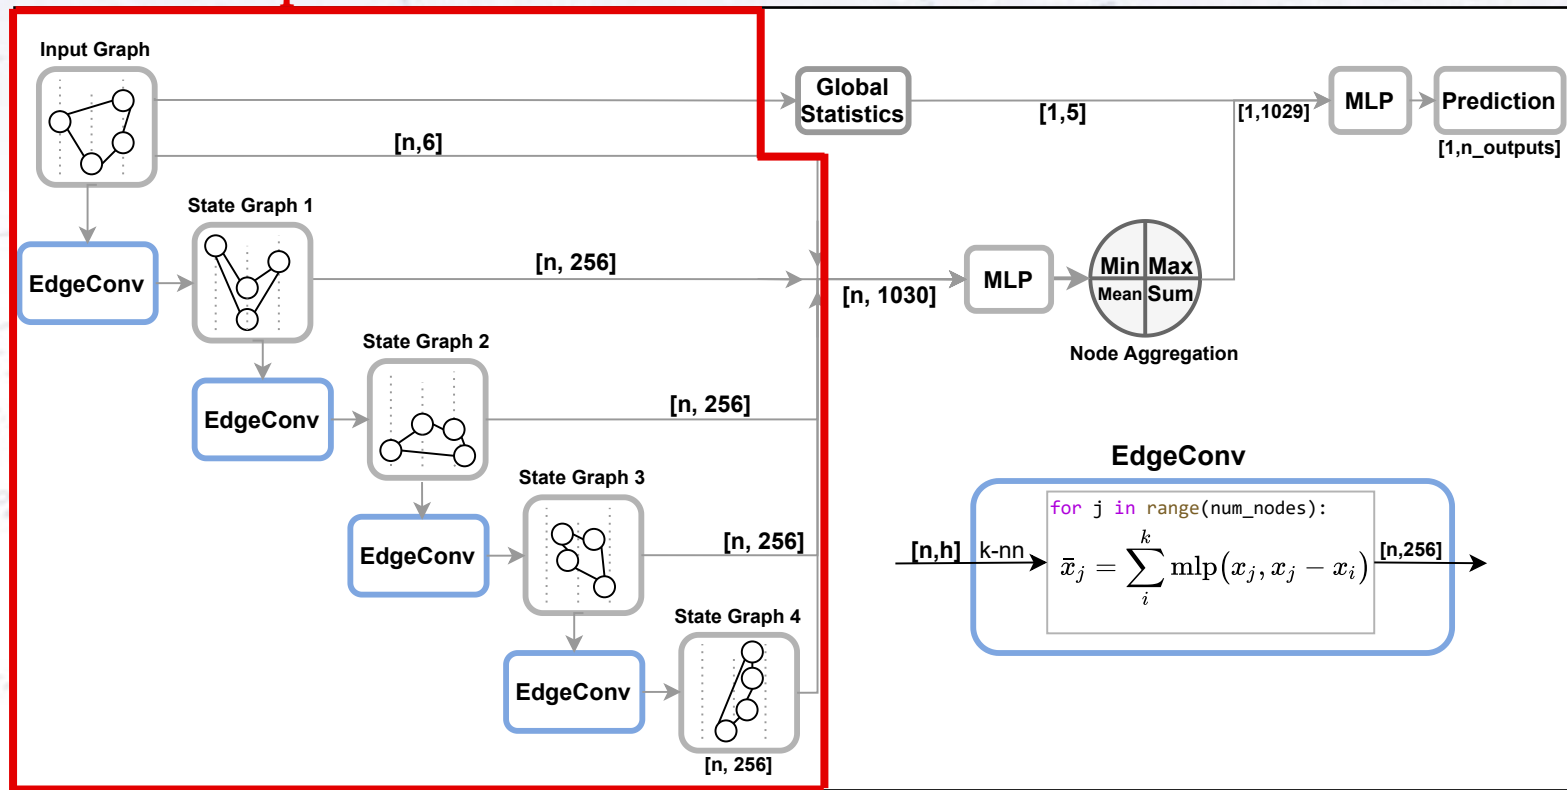 Input Graph
Global
Statistics
[1,5]
[1,1029]
MLP
Prediction
[1,n_outputs]
[n,6]
State Graph 1
EdgeConv
[n, 256]
[n, 1030]
MLP
Min Max
Mean Sum
Node Aggregation
State Graph 2
EdgeConv
[n, 256]
State Graph 3
EdgeConv
[n, 256]
State Graph 4
EdgeConv
[n, 256]
EdgeConv
for j in range(num_nodes):
[n,h] k-nn
x̄_j = ∑_i^k mlp(x_j, x_j − x_i)
[n,256]